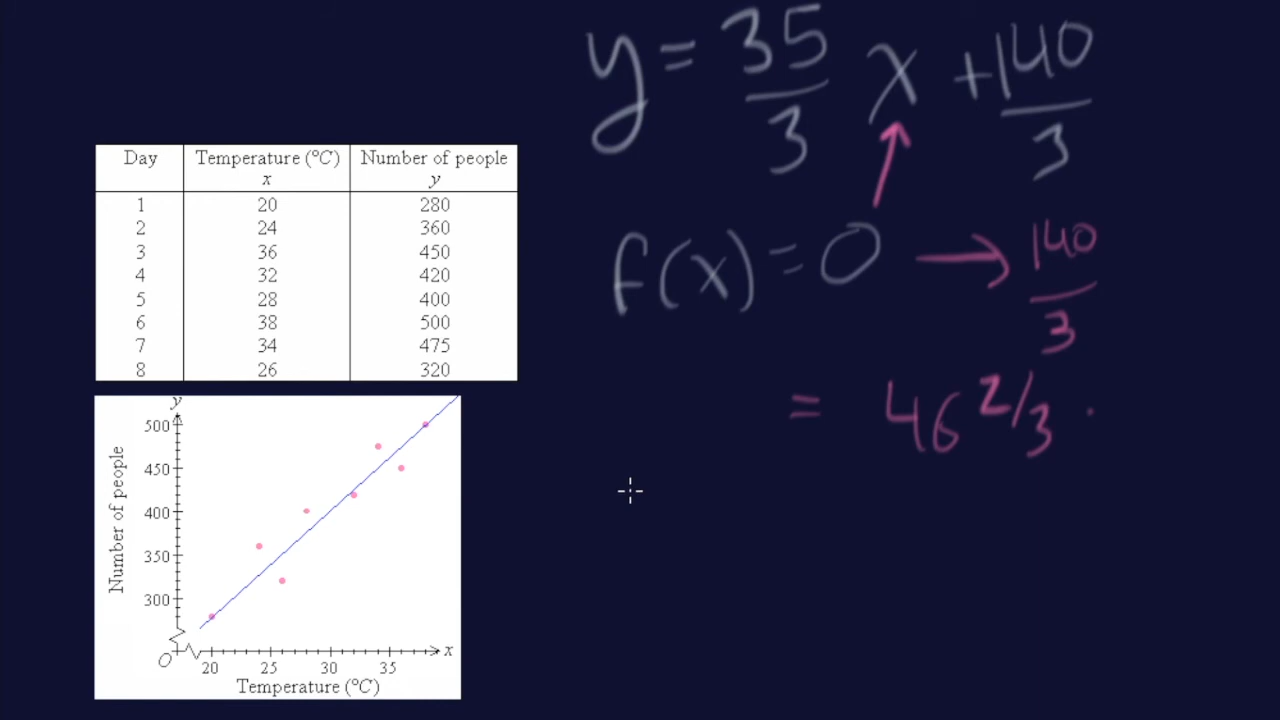 y = 35/3 x + 140/3
f(x) = 0 → 140/3
= 46 2/3 .
Day Temperature (°C) Number of people
x y
1 20 280
2 24 360
3 36 450
4 32 420
5 28 400
6 38 500
7 34 475
8 26 320
y
500
450
400
350
300
Number of people
O 20 25 30 35 x
Temperature (°C)